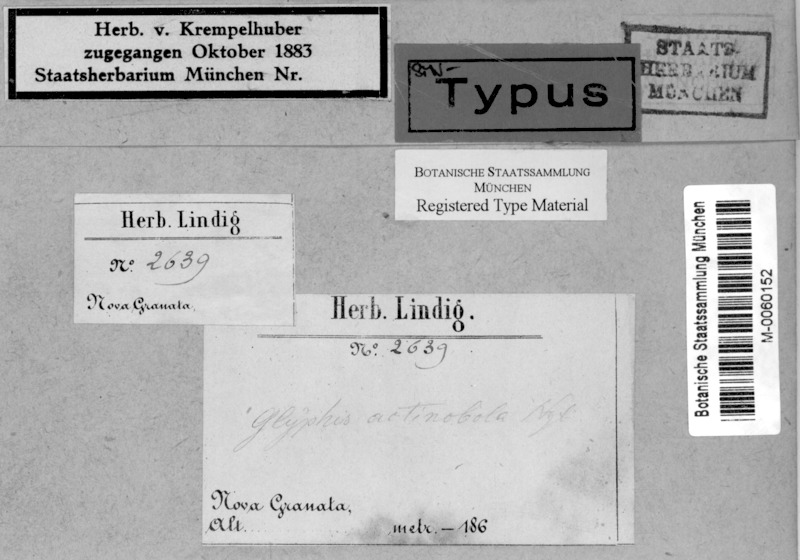 Herb. v. Krempelhuber
zugegangen Oktober 1883
Staatsherbarium München Nr.
Typus
STAATS-
HERBARIUM
MÜNCHEN
BOTANISCHE STAATSSAMMLUNG
MÜNCHEN
Registered Type Material
Herb. Lindig
No. 2639
Nova Granata.
Herb. Lindig.
No. 2639
Glyphis actinobola Nyl
Nova Granata,
Alt. metr. – 186
Botanische Staatssammlung München
M-0060152